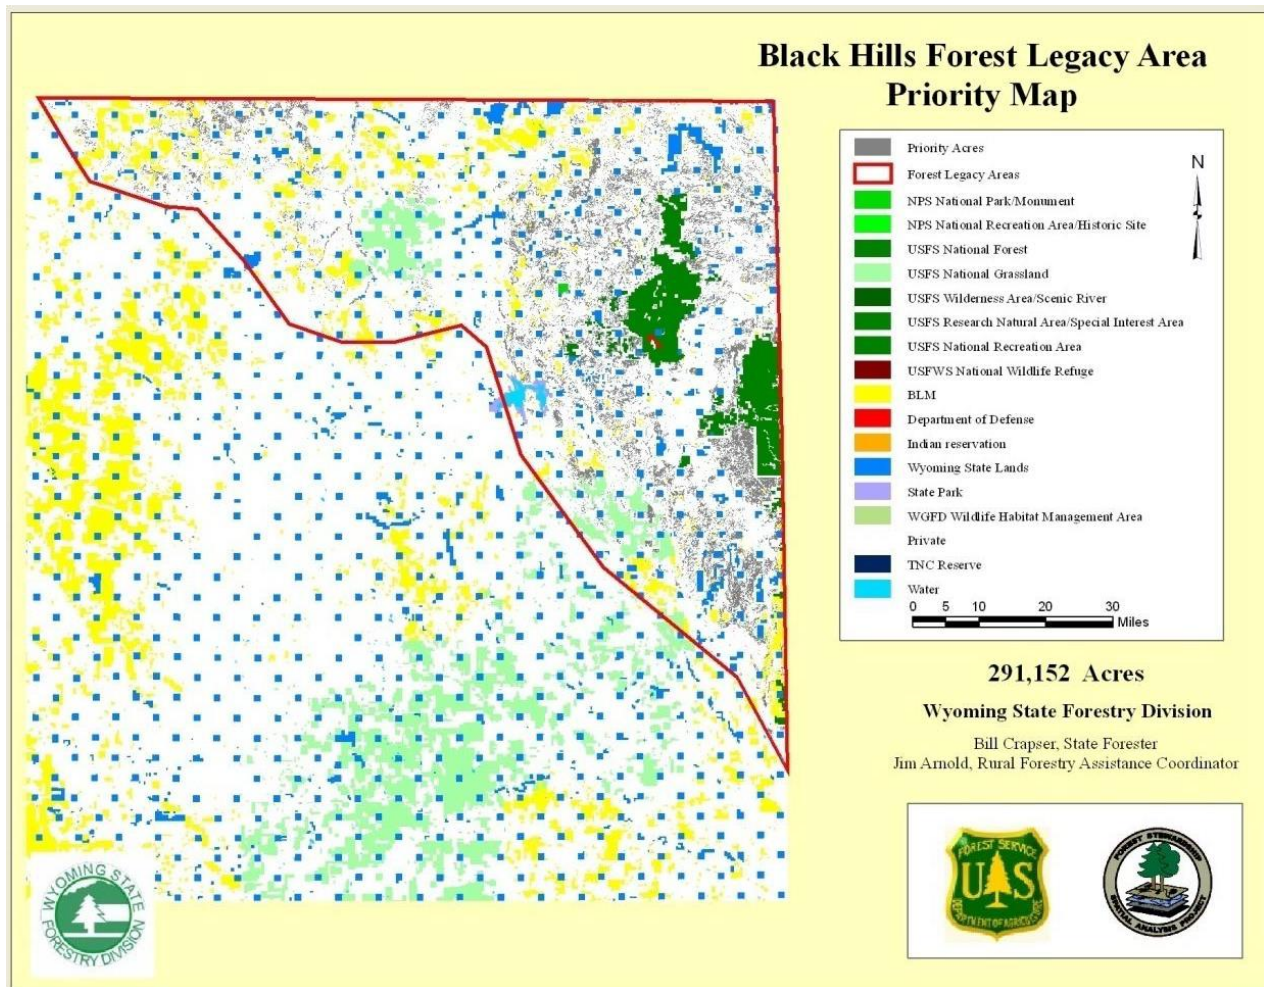 Black Hills Forest Legacy Area
Priority Map
Priority Acres
Forest Legacy Areas
N
NPS National Park/Monument
NPS National Recreation Area/Historic Site
USFS National Forest
USFS National Grassland
USFS Wilderness Area/Scenic River
USFS Research Natural Area/Special Interest Area
USFS National Recreation Area
USFWS National Wildlife Refuge
BLM
Department of Defense
Indian reservation
Wyoming State Lands
State Park
WGFD Wildlife Habitat Management Area
Private
TNC Reserve
Water
0 5 10 20 30
Miles
291,152 Acres
Wyoming State Forestry Division
Bill Crapser, State Forester
Jim Arnold, Rural Forestry Assistance Coordinator
WYOMING STATE
FORESTRY DIVISION
FOREST SERVICE
US
DEPARTMENT OF AGRICULTURE
FOREST STEWARDSHIP
SPATIAL ANALYSIS PROJECT